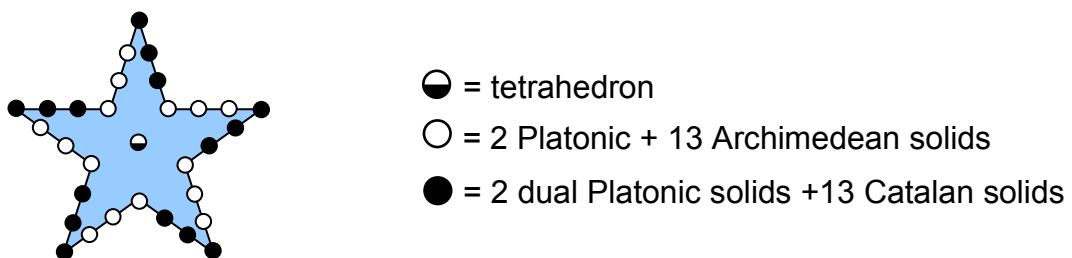 = tetrahedron
= 2 Platonic + 13 Archimedean solids
= 2 dual Platonic solids +13 Catalan solids